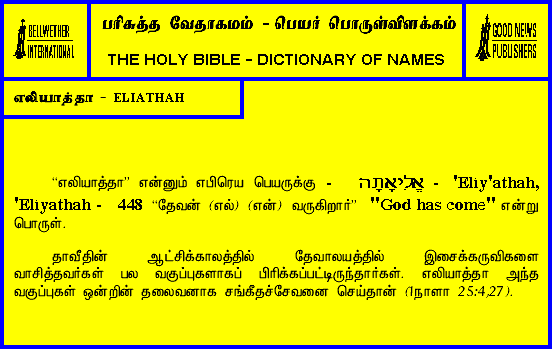 BELLWETHER
INTERNATIONAL
பரிசுத்த வேதாகமம் - பெயர் பொருள்விளக்கம்
THE HOLY BIBLE - DICTIONARY OF NAMES
GOOD NEWS
PUBLISHERS
எலியாத்தா - ELIATHAH
“எலியாத்தா” என்னும் எபிரெய பெயருக்கு - אֱלִיאָתָה - 'Eliy'athah,
'Eliyathah - 448 “தேவன் (எல்) (என்) வருகிறார்” "God has come" என்று
பொருள்.
தாவீதின் ஆட்சிக்காலத்தில் தேவாலயத்தில் இசைக்கருவிகளை
வாசித்தவர்கள் பல வகுப்புகளாகப் பிரிக்கப்பட்டிருந்தார்கள். எலியாத்தா அந்த
வகுப்புகள் ஒன்றின் தலைவனாக சங்கீதச்சேவனை செய்தான் (1நாளா 25:4,27).